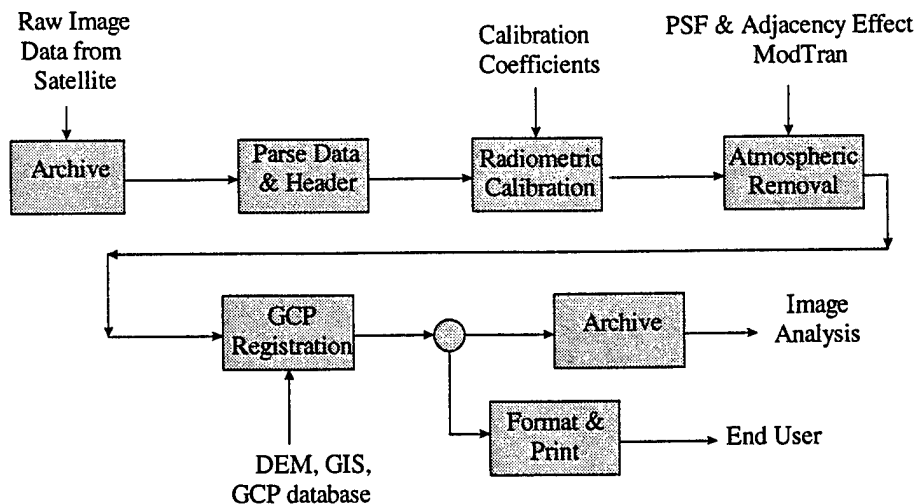 Raw Image
Data from
Satellite
Calibration
Coefficients
PSF & Adjacency Effect
ModTran
Archive
Parse Data
& Header
Radiometric
Calibration
Atmospheric
Removal
GCP
Registration
Archive
Image
Analysis
Format &
Print
End User
DEM, GIS,
GCP database